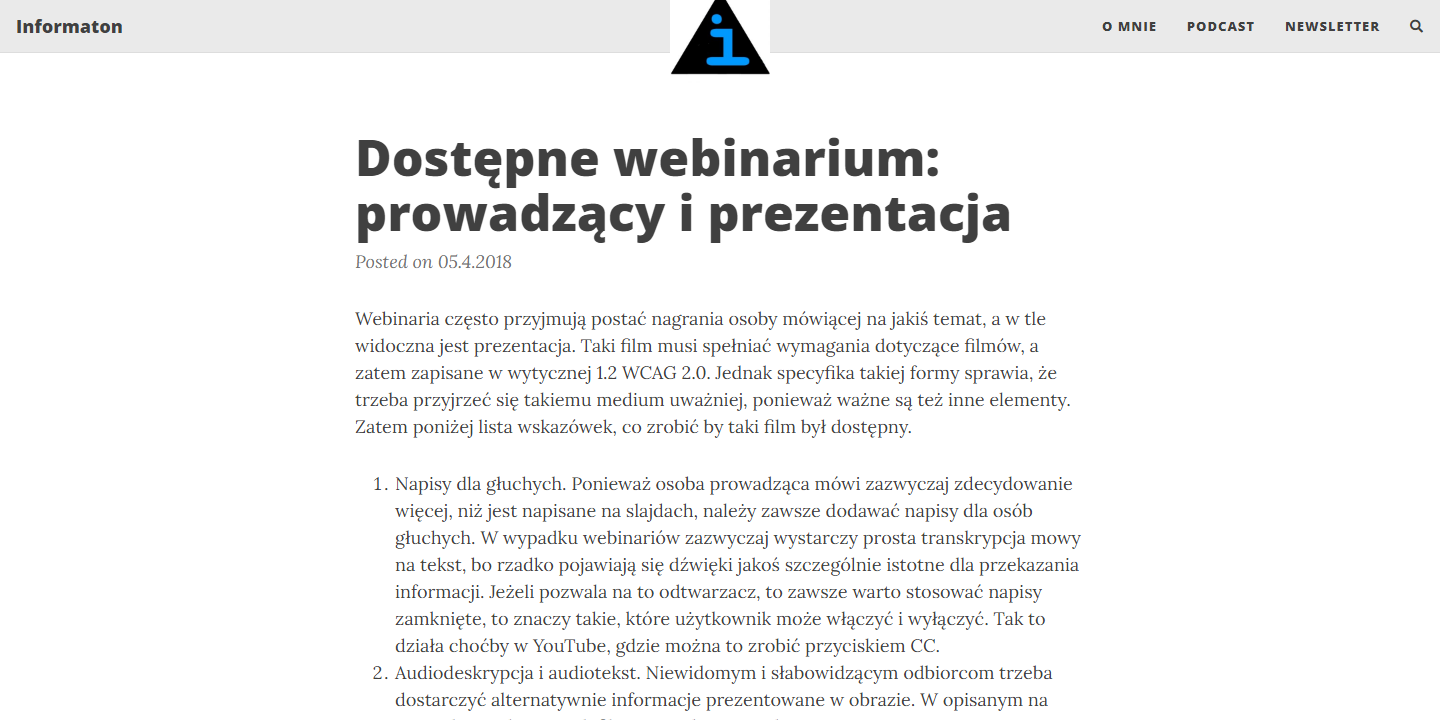 Informaton
i
O MNIE
PODCAST
NEWSLETTER
Dostępne webinarium:
prowadzący i prezentacja
Posted on 05.4.2018
Webinaria często przyjmują postać nagrania osoby mówiącej na jakiś temat, a w tle
widoczna jest prezentacja. Taki film musi spełniać wymagania dotyczące filmów, a
zatem zapisane w wytycznej 1.2 WCAG 2.0. Jednak specyfika takiej formy sprawia, że
trzeba przyjrzeć się takiemu medium uważniej, ponieważ ważne są też inne elementy.
Zatem poniżej lista wskazówek, co zrobić by taki film był dostępny.
1. Napisy dla głuchych. Ponieważ osoba prowadząca mówi zazwyczaj zdecydowanie
więcej, niż jest napisane na slajdach, należy zawsze dodawać napisy dla osób
głuchych. W wypadku webinariów zazwyczaj wystarczy prosta transkrypcja mowy
na tekst, bo rzadko pojawiają się dźwięki jakoś szczególnie istotne dla przekazania
informacji. Jeżeli pozwala na to odtwarzacz, to zawsze warto stosować napisy
zamknięte, to znaczy takie, które użytkownik może włączyć i wyłączyć. Tak to
działa choćby w YouTube, gdzie można to zrobić przyciskiem CC.
2. Audiodeskrypcja i audiotekst. Niewidomym i słabowidzącym odbiorcom trzeba
dostarczyć alternatywnie informacje prezentowane w obrazie. W opisanym na